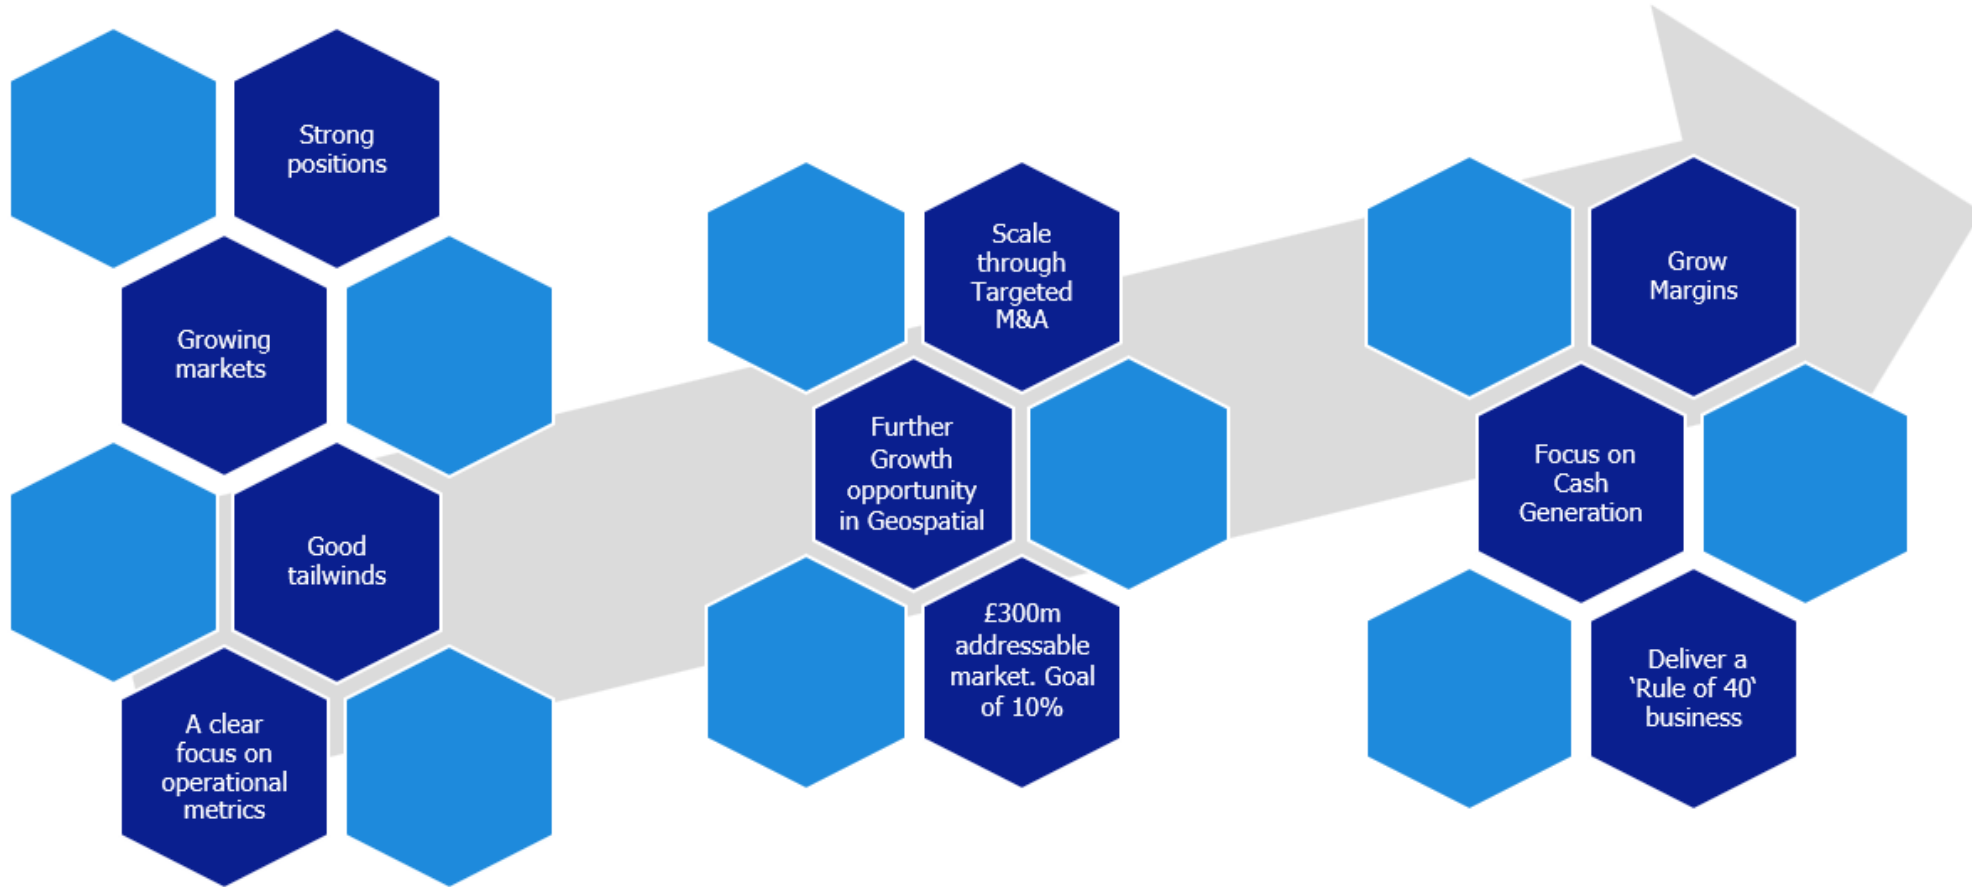 Strong
positions
Growing
markets
Good
tailwinds
A clear
focus on
operational
metrics
Scale
through
Targeted
M&A
Further
Growth
opportunity
in Geospatial
£300m
addressable
market. Goal
of 10%
Grow
Margins
Focus on
Cash
Generation
Deliver a
‘Rule of 40‘
business